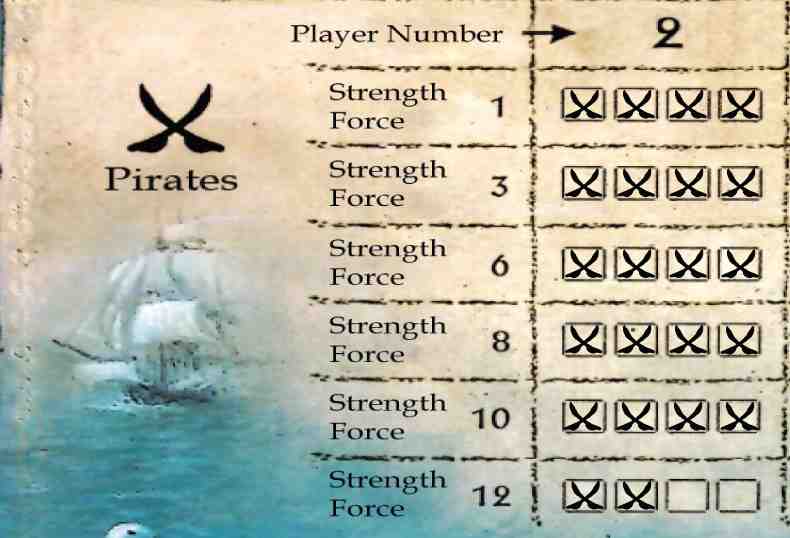 Player Number → 2
Pirates
Strength
Force 1
Strength
Force 3
Strength
Force 6
Strength
Force 8
Strength
Force 10
Strength
Force 12